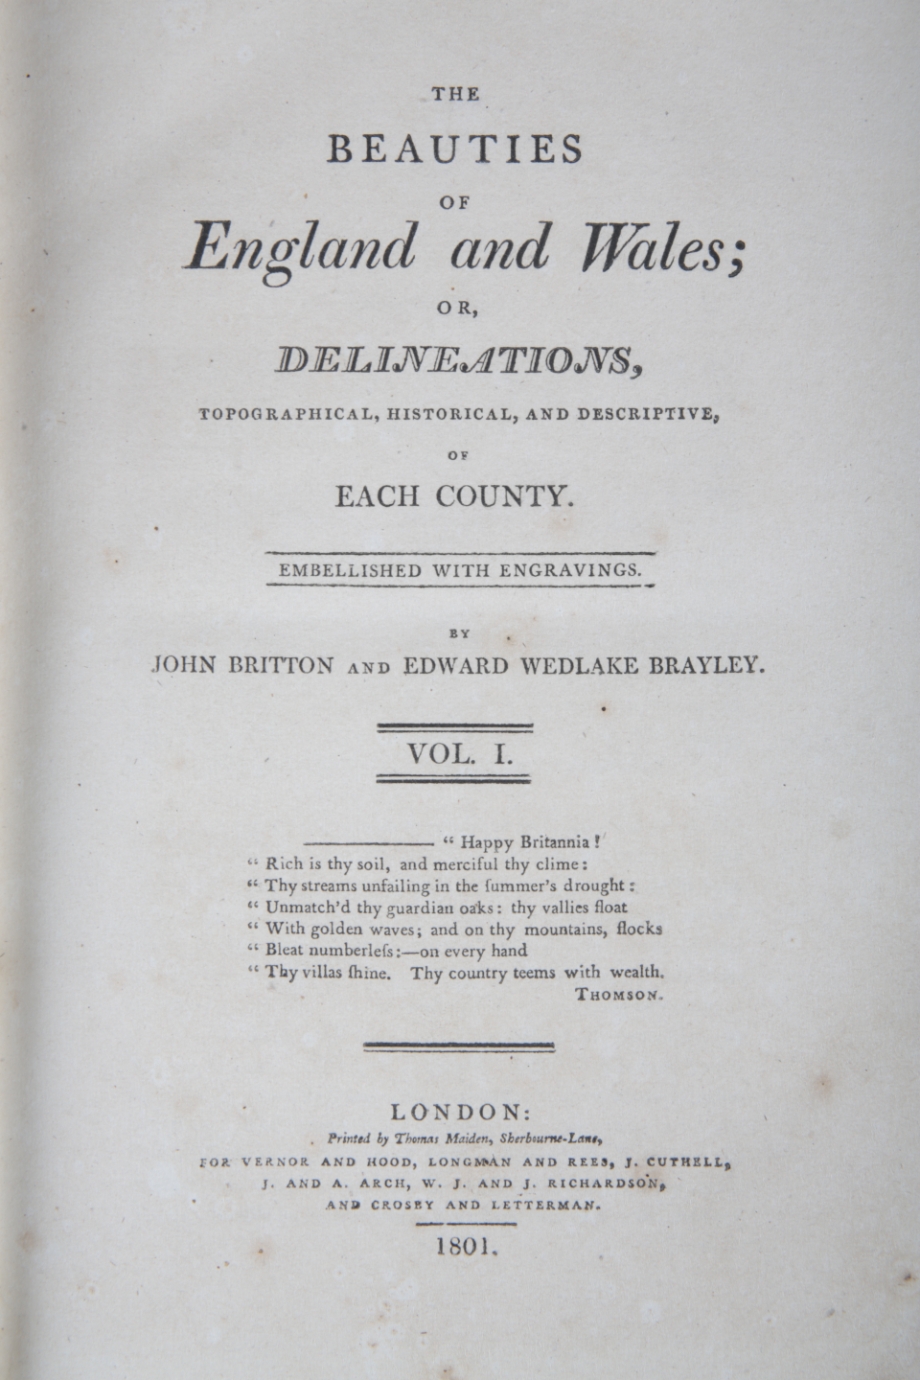 THE
BEAUTIES
OF
England and Wales;
OR,
DELINEATIONS,
TOPOGRAPHICAL, HISTORICAL, AND DESCRIPTIVE,
OF
EACH COUNTY.
EMBELLISHED WITH ENGRAVINGS.
BY
JOHN BRITTON AND EDWARD WEDLAKE BRAYLEY.
VOL. I.
——— “ Happy Britannia!
“ Rich is thy soil, and merciful thy clime:
“ Thy streams unfailing in the ſummer's drought:
“ Unmatch'd thy guardian oaks: thy vallies float
“ With golden waves; and on thy mountains, flocks
“ Bleat numberleſs:—on every hand
“ Thy villas ſhine. Thy country teems with wealth.
THOMSON.
LONDON:
Printed by Thomas Maiden, Sherbourne-Lane,
FOR VERNOR AND HOOD, LONGMAN AND REES, J. CUTHELL,
J. AND A. ARCH, W. J. AND J. RICHARDSON,
AND CROSBY AND LETTERMAN.
1801.